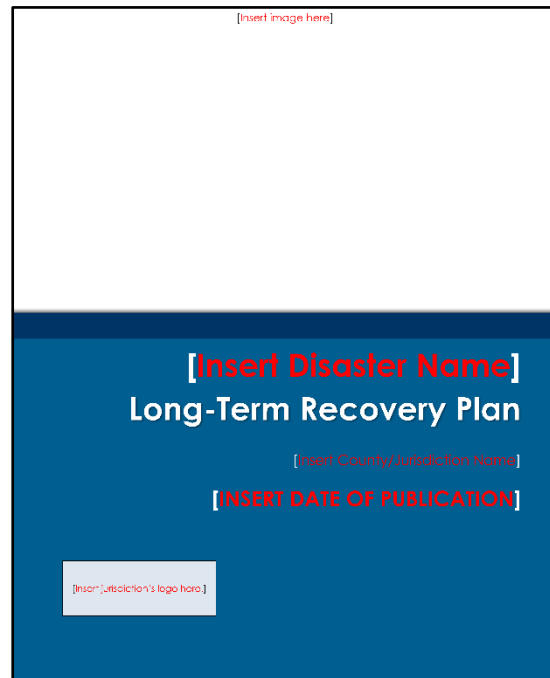 [Insert image here]
[Insert Disaster Name]
Long-Term Recovery Plan
[Insert County/Jurisdiction Name]
[INSERT DATE OF PUBLICATION]
[Insert jurisdiction's logo here.]